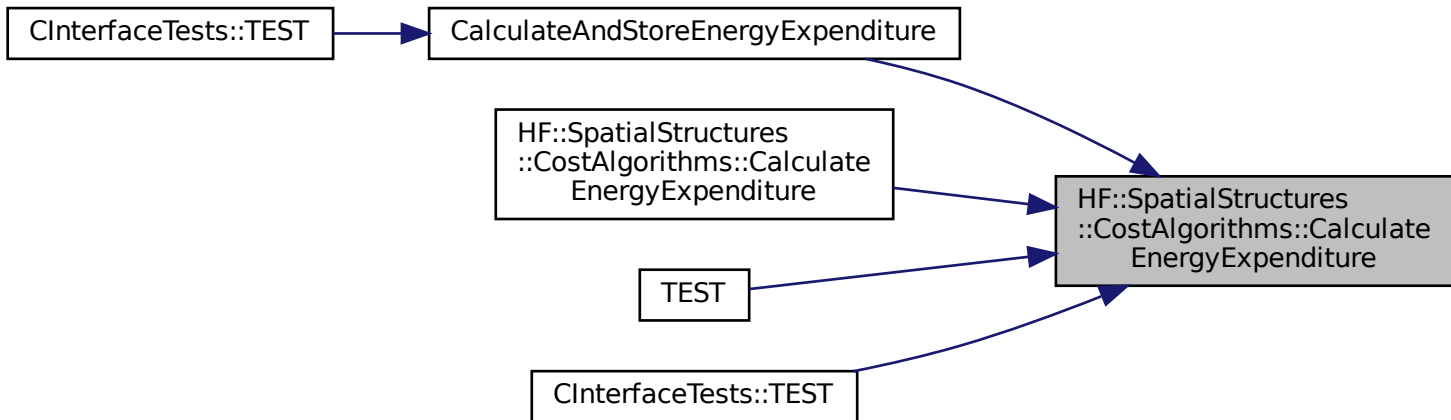 CInterfaceTests::TEST
CalculateAndStoreEnergyExpenditure
HF::SpatialStructures
::CostAlgorithms::Calculate
EnergyExpenditure
TEST
CInterfaceTests::TEST
HF::SpatialStructures
::CostAlgorithms::Calculate
EnergyExpenditure